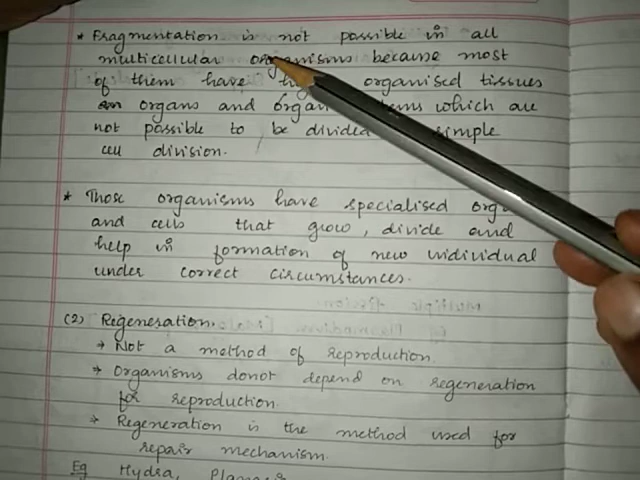 * Fragmentation is not possible in all
multicellular organisms because most
of them have organised tissues
organs and organ which are
not possible to be divided simple
cell division.
* Those organisms have specialised
and cells that grow, divide and
help in formation of new individual
under correct circumstances.
(2) Regeneration.
→ Not a method of reproduction.
→ Organisms donot depend on regeneration
for reproduction.
→ Regeneration is the method used for
repair mechanism.
Eg Hydra,